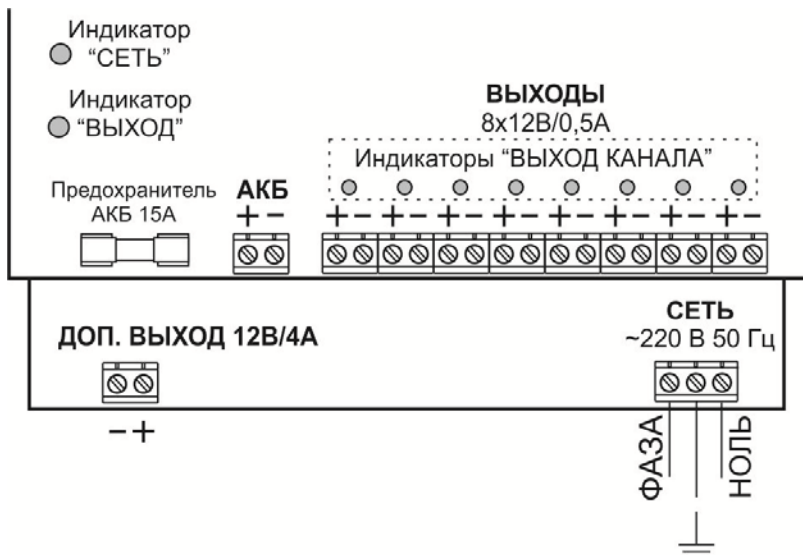 Индикатор
“СЕТЬ”
Индикатор
“ВЫХОД”
Предохранитель
АКБ 15А
АКБ
+ −
ВЫХОДЫ
8х12В/0,5А
Индикаторы “ВЫХОД КАНАЛА”
+ − + − + − + − + − + − + − + −
ДОП. ВЫХОД 12В/4А
− +
СЕТЬ
~220 В 50 Гц
ФАЗА
НОЛЬ